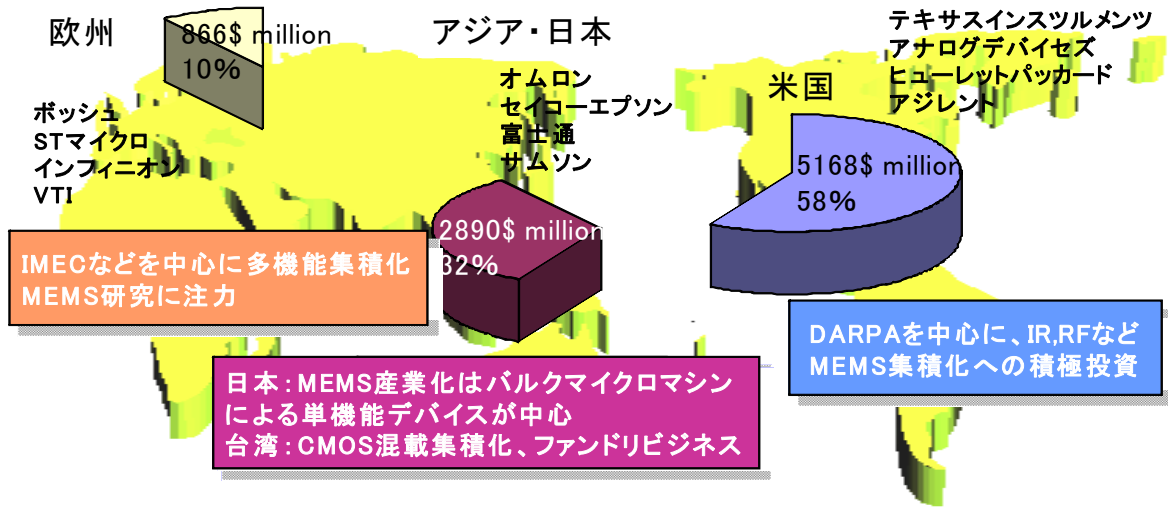 欧州
866$ million
10%
ボッシュ
STマイクロ
インフィニオン
VTI
アジア・日本
オムロン
セイコーエプソン
富士通
サムソン
2890$ million
32%
米国
テキサスインスツルメンツ
アナログデバイセズ
ヒューレットパッカード
アジレント
5168$ million
58%
IMECなどを中心に多機能集積化
MEMS研究に注力
日本：MEMS産業化はバルクマイクロマシン
による単機能デバイスが中心
台湾：CMOS混載集積化、ファンドリビジネス
DARPAを中心に、IR,RFなど
MEMS集積化への積極投資